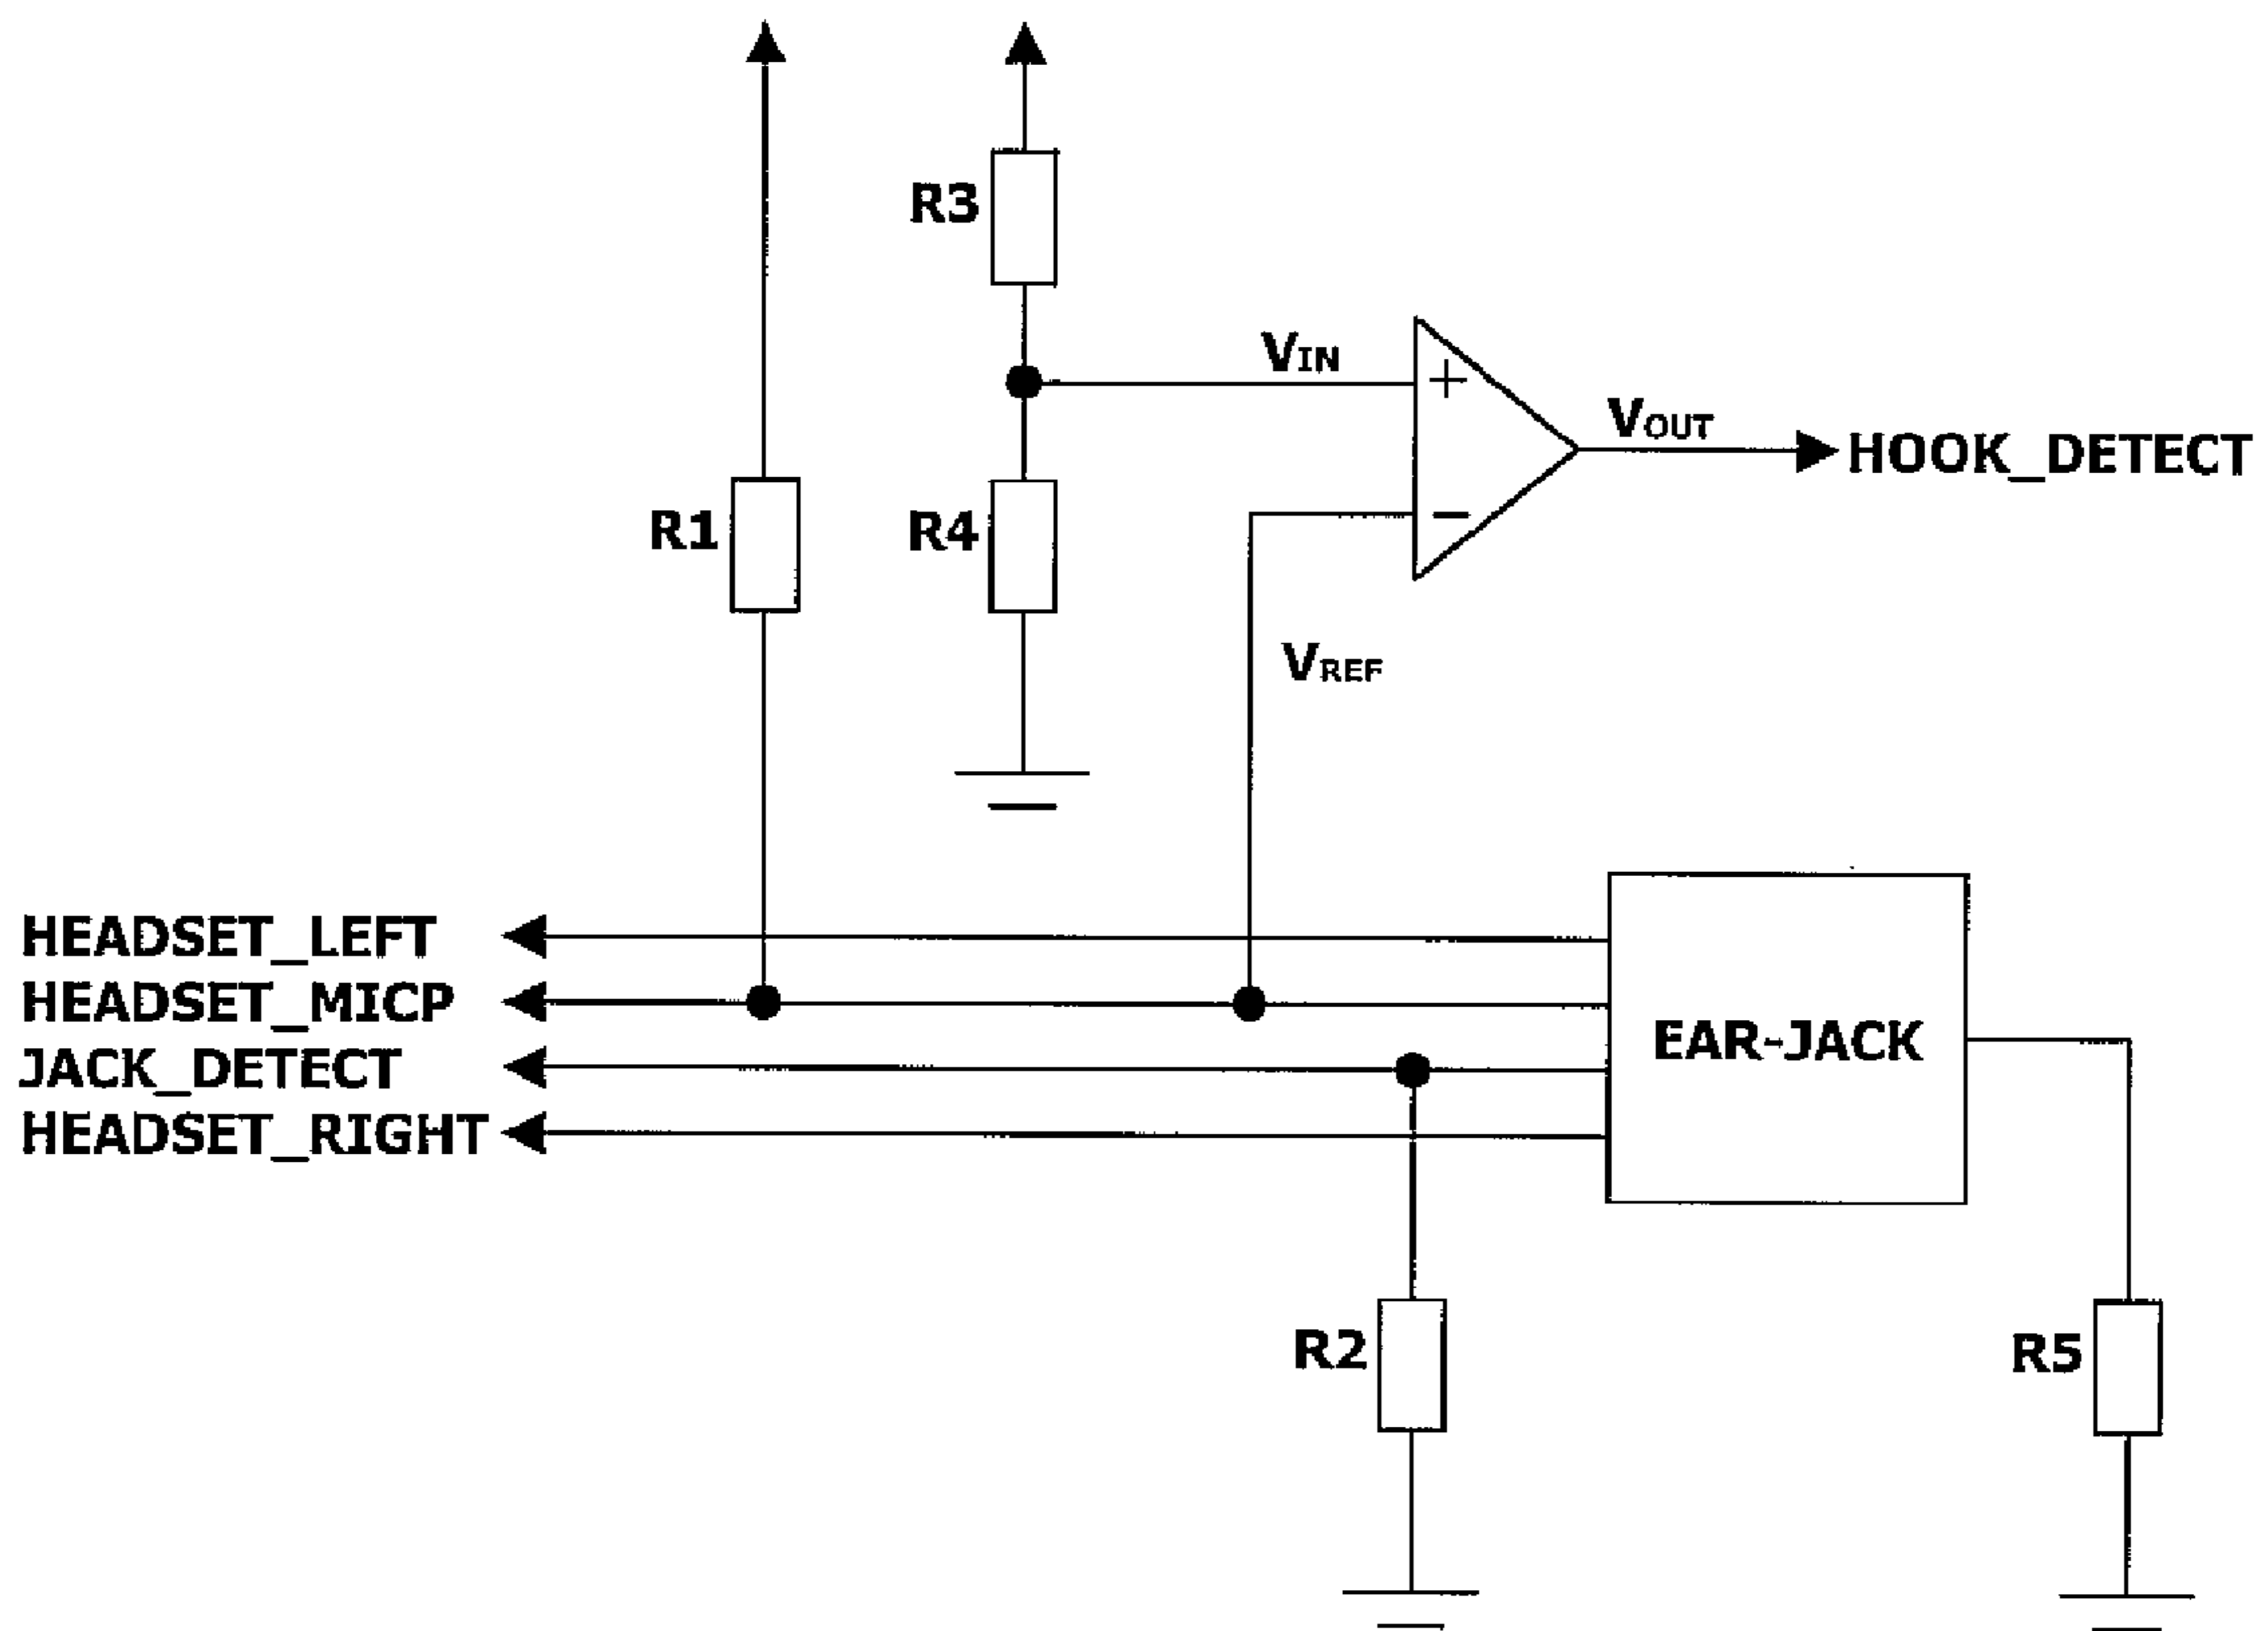 R3
VIN
+
VOUT
HOOK_DETECT
R1
R4
−
VREF
HEADSET_LEFT
HEADSET_MICP
EAR-JACK
JACK_DETECT
HEADSET_RIGHT
R2
R5